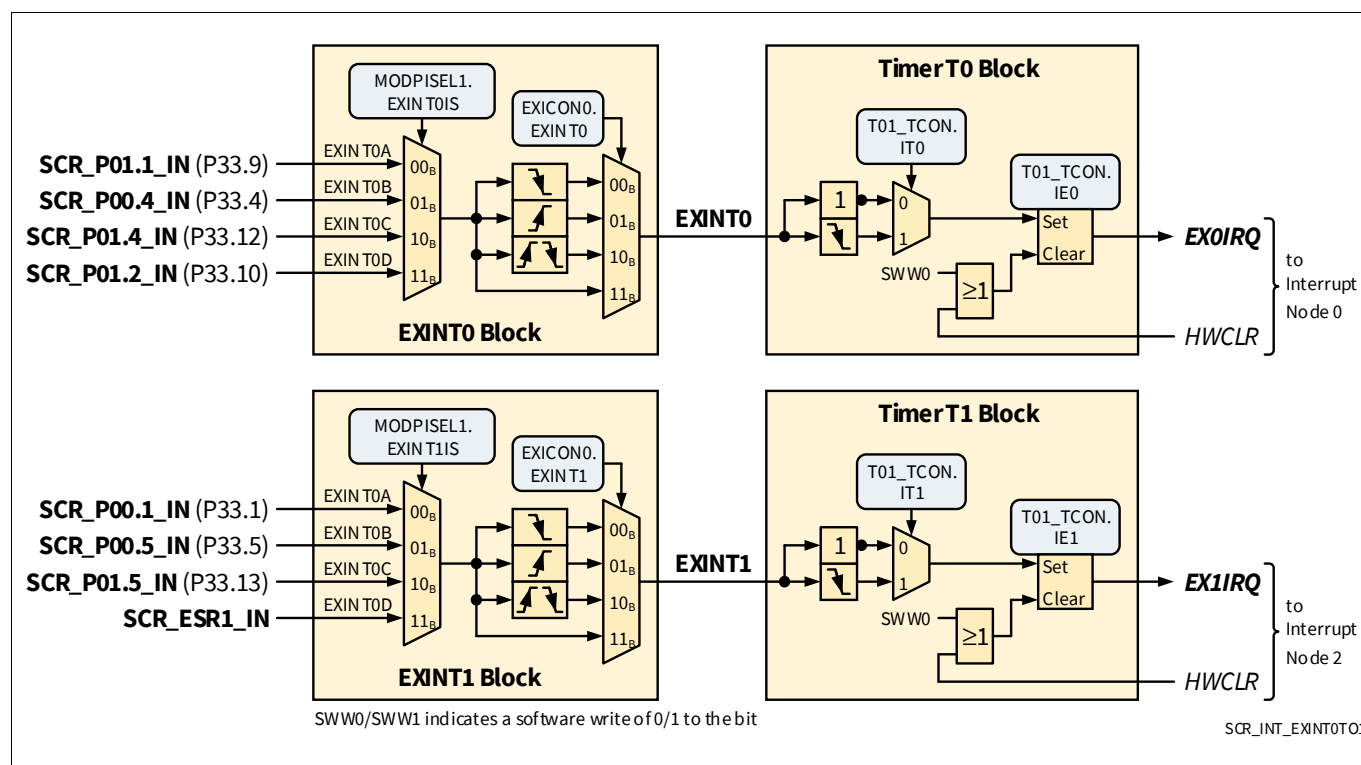 EXINT0 Block
MODPISEL1.
EXINT0IS
EXICON0.
EXINT0
SCR_P01.1_IN (P33.9)
SCR_P00.4_IN (P33.4)
SCR_P01.4_IN (P33.12)
SCR_P01.2_IN (P33.10)
EXINT0A
EXINT0B
EXINT0C
EXINT0D
00B
01B
10B
11B
00B
01B
10B
11B
EXINT0
Timer T0 Block
T01_TCON.
IT0
1
0
1
T01_TCON.
IE0
Set
Clear
SWW0
≥1
EX0IRQ
HWCLR
to
Interrupt
Node 0
MODPISEL1.
EXINT1IS
EXICON0.
EXINT1
SCR_P00.1_IN (P33.1)
SCR_P00.5_IN (P33.5)
SCR_P01.5_IN (P33.13)
SCR_ESR1_IN
EXINT0A
EXINT0B
EXINT0C
EXINT0D
00B
01B
10B
11B
00B
01B
10B
11B
EXINT1 Block
EXINT1
Timer T1 Block
T01_TCON.
IT1
1
0
1
T01_TCON.
IE1
Set
Clear
SWW0
≥1
EX1IRQ
HWCLR
to
Interrupt
Node 2
SWW0/SWW1 indicates a software write of 0/1 to the bit
SCR_INT_EXINT0TO1